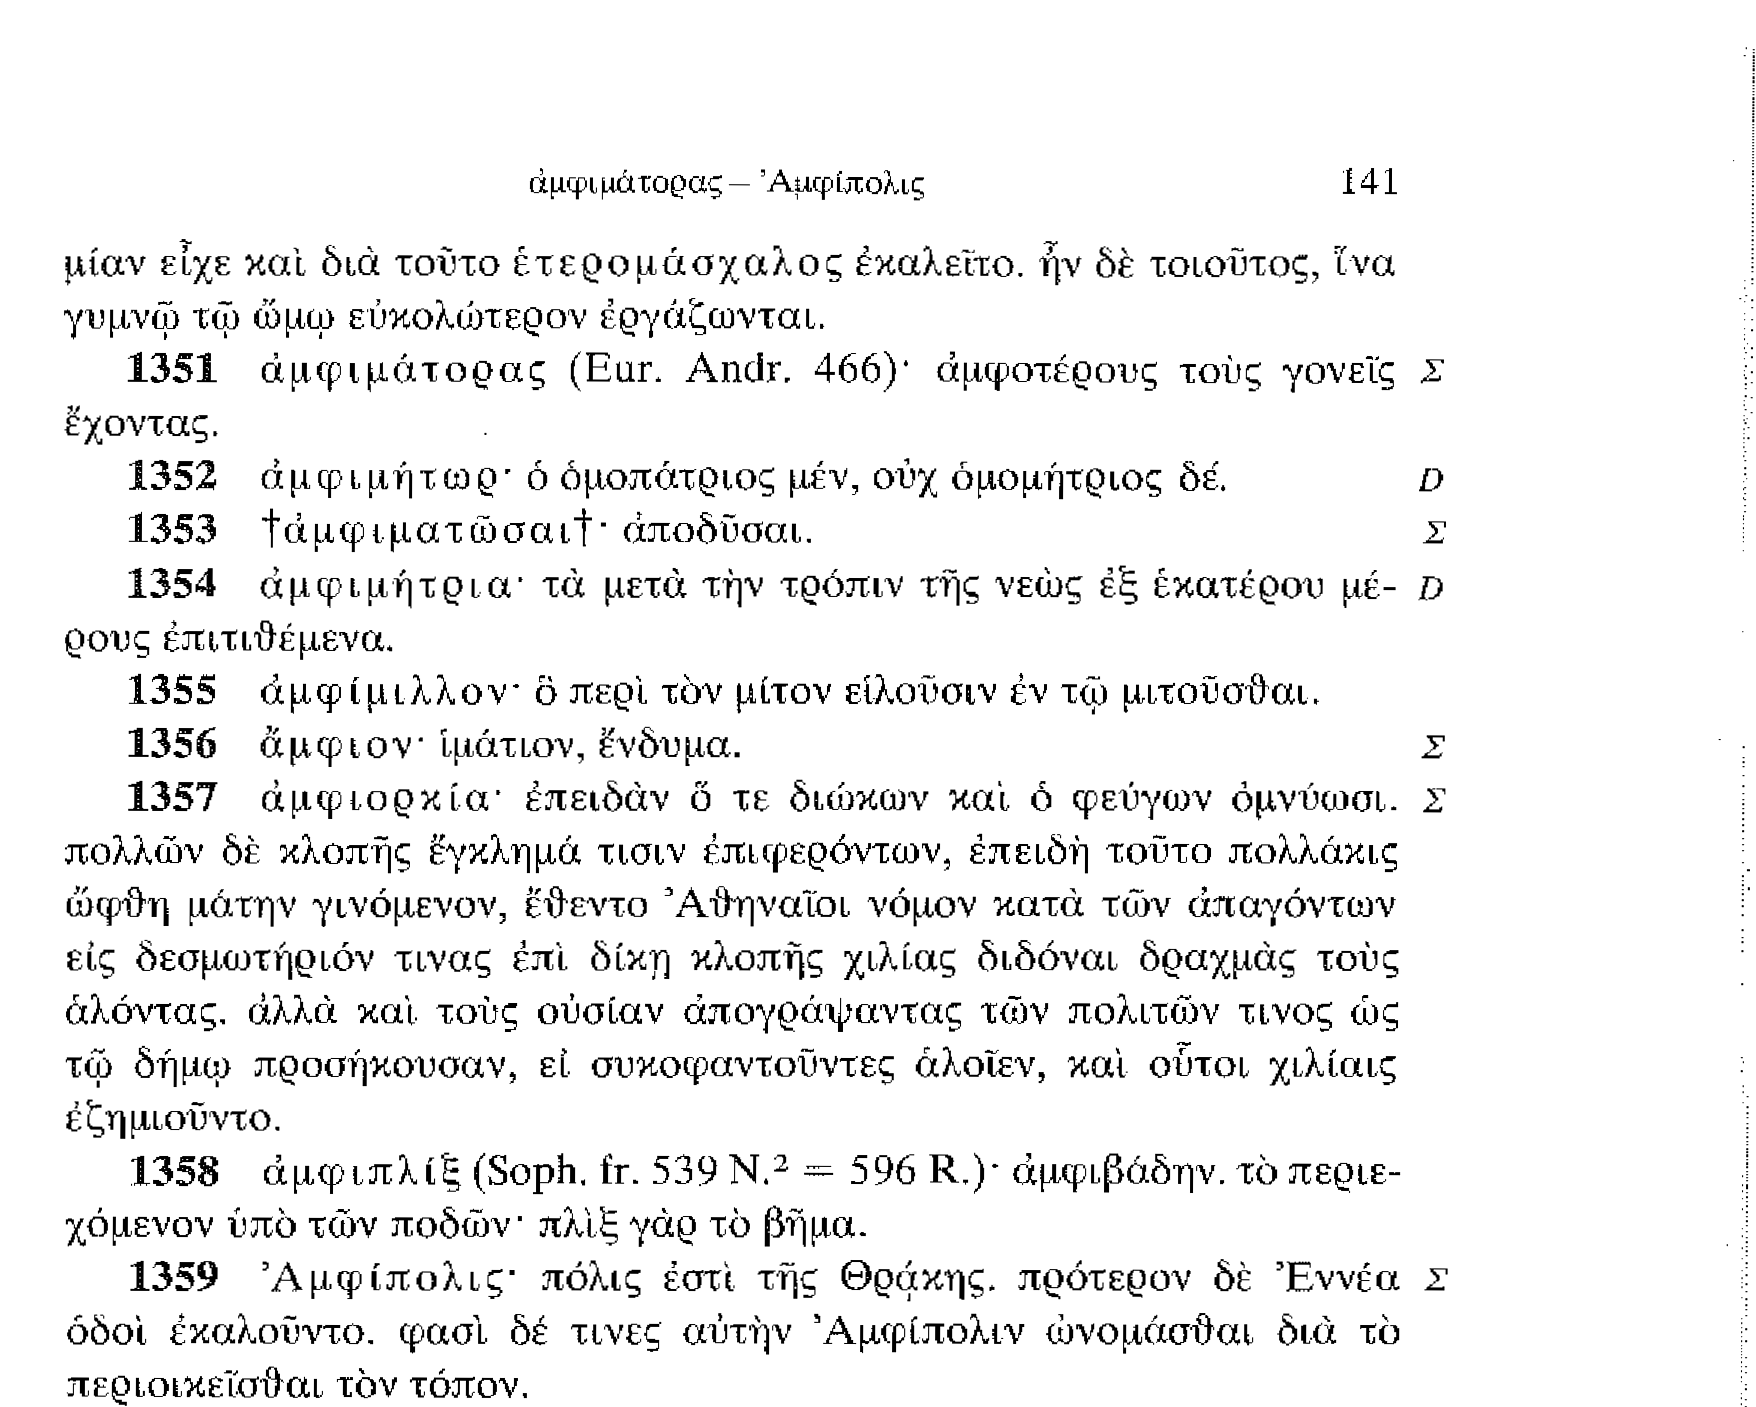 ἀμφιμάτορας – Ἀμφίπολις 141
μίαν εἶχε καὶ διὰ τοῦτο ἑτερομάσχαλος ἐκαλεῖτο. ἦν δὲ τοιοῦτος, ἵνα
γυμνῷ τῷ ὤμῳ εὐκολώτερον ἐργάζωνται.
1351 ἀμφιμάτορας (Eur. Andr. 466)· ἀμφοτέρους τοὺς γονεῖς Σ
ἔχοντας.
1352 ἀμφιμήτωρ· ὁ ὁμοπάτριος μέν, οὐχ ὁμομήτριος δέ. D
1353 †ἀμφιματῶσαι†· ἀποδῦσαι. Σ
1354 ἀμφιμήτρια· τὰ μετὰ τὴν τρόπιν τῆς νεὼς ἐξ ἑκατέρου μέ- D
ρους ἐπιτιθέμενα.
1355 ἀμφίμιλλον· ὃ περὶ τὸν μίτον εἱλοῦσιν ἐν τῷ μιτοῦσθαι.
1356 ἄμφιον· ἱμάτιον, ἔνδυμα. Σ
1357 ἀμφιορκία· ἐπειδὰν ὅ τε διώκων καὶ ὁ φεύγων ὀμνύωσι. Σ
πολλῶν δὲ κλοπῆς ἔγκλημά τισιν ἐπιφερόντων, ἐπειδὴ τοῦτο πολλάκις
ὤφθη μάτην γινόμενον, ἔθεντο Ἀθηναῖοι νόμον κατὰ τῶν ἀπαγόντων
εἰς δεσμωτήριόν τινας ἐπὶ δίκῃ κλοπῆς χιλίας διδόναι δραχμὰς τοὺς
ἁλόντας. ἀλλὰ καὶ τοὺς οὐσίαν ἀπογράψαντας τῶν πολιτῶν τινος ὡς
τῷ δήμῳ προσήκουσαν, εἰ συκοφαντοῦντες ἁλοῖεν, καὶ οὗτοι χιλίαις
ἐζημιοῦντο.
1358 ἀμφιπλίξ (Soph. fr. 539 N.² = 596 R.)· ἀμφιβάδην. τὸ περιε-
χόμενον ὑπὸ τῶν ποδῶν· πλὶξ γὰρ τὸ βῆμα.
1359 Ἀμφίπολις· πόλις ἐστὶ τῆς Θρᾴκης. πρότερον δὲ Ἐννέα Σ
ὁδοὶ ἐκαλοῦντο. φασὶ δέ τινες αὐτὴν Ἀμφίπολιν ὠνομάσθαι διὰ τὸ
περιοικεῖσθαι τὸν τόπον.